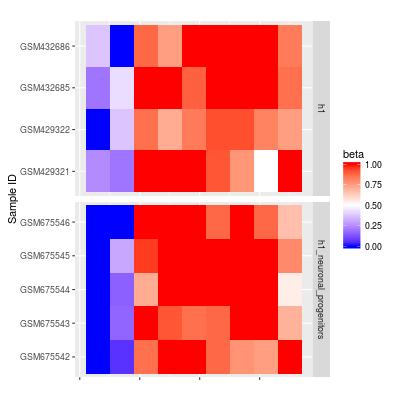 GSM432686
GSM432685
GSM429322
GSM429321
h1
GSM675546
GSM675545
GSM675544
GSM675543
GSM675542
h1_neuronal_progenitors
Sample ID
beta
1.00
0.75
0.50
0.25
0.00